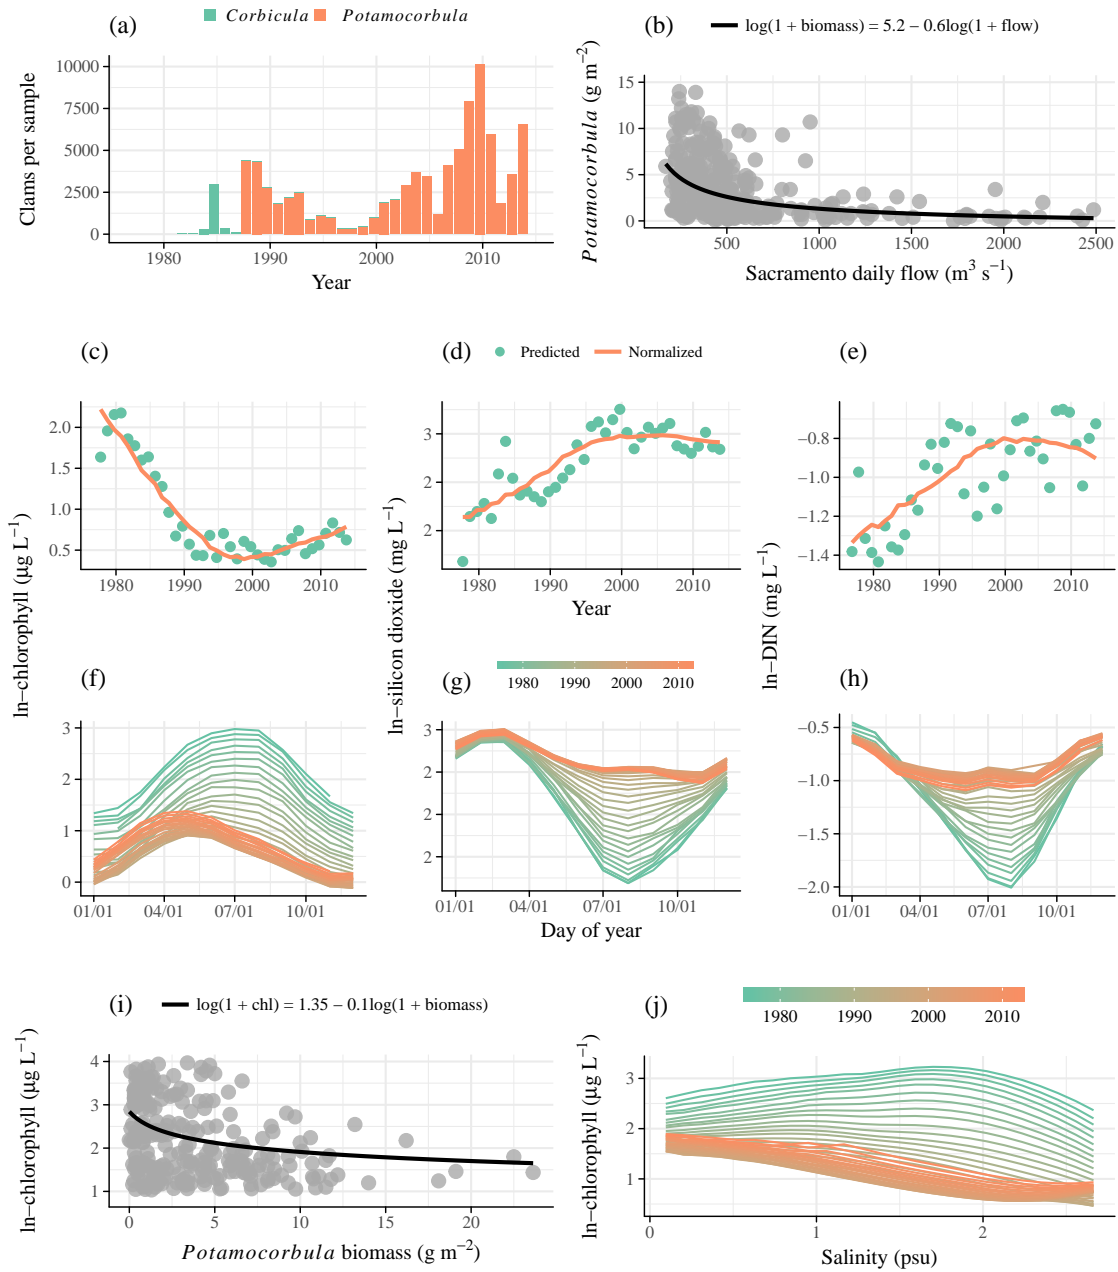 (a)
Corbicula Potamocorbula
Clams per sample
10000
7500
5000
2500
0
1980 1990 2000 2010
Year
(b)
log(1 + biomass) = 5.2 − 0.6log(1 + flow)
Potamocorbula (g m−2)
15
10
5
0
500 1000 1500 2000 2500
Sacramento daily flow (m3 s−1)
(c)
(d)
Predicted Normalized
(e)
ln−chlorophyll (μg L−1)
2.0
1.5
1.0
0.5
1980 1990 2000 2010
ln−silicon dioxide (mg L−1)
3
2
2
1980 1990 2000 2010
Year
ln−DIN (mg L−1)
−0.8
−1.0
−1.2
−1.4
1980 1990 2000 2010
(f)
3
2
1
0
01/01 04/01 07/01 10/01
(g)
1980 1990 2000 2010
3
2
2
2
01/01 04/01 07/01 10/01
Day of year
(h)
−0.5
−1.0
−1.5
−2.0
01/01 04/01 07/01 10/01
(i)
log(1 + chl) = 1.35 − 0.1log(1 + biomass)
ln−chlorophyll (μg L−1)
4
3
2
1
0 5 10 15 20
Potamocorbula biomass (g m−2)
(j)
1980 1990 2000 2010
ln−chlorophyll (μg L−1)
3
2
1
0 1 2
Salinity (psu)